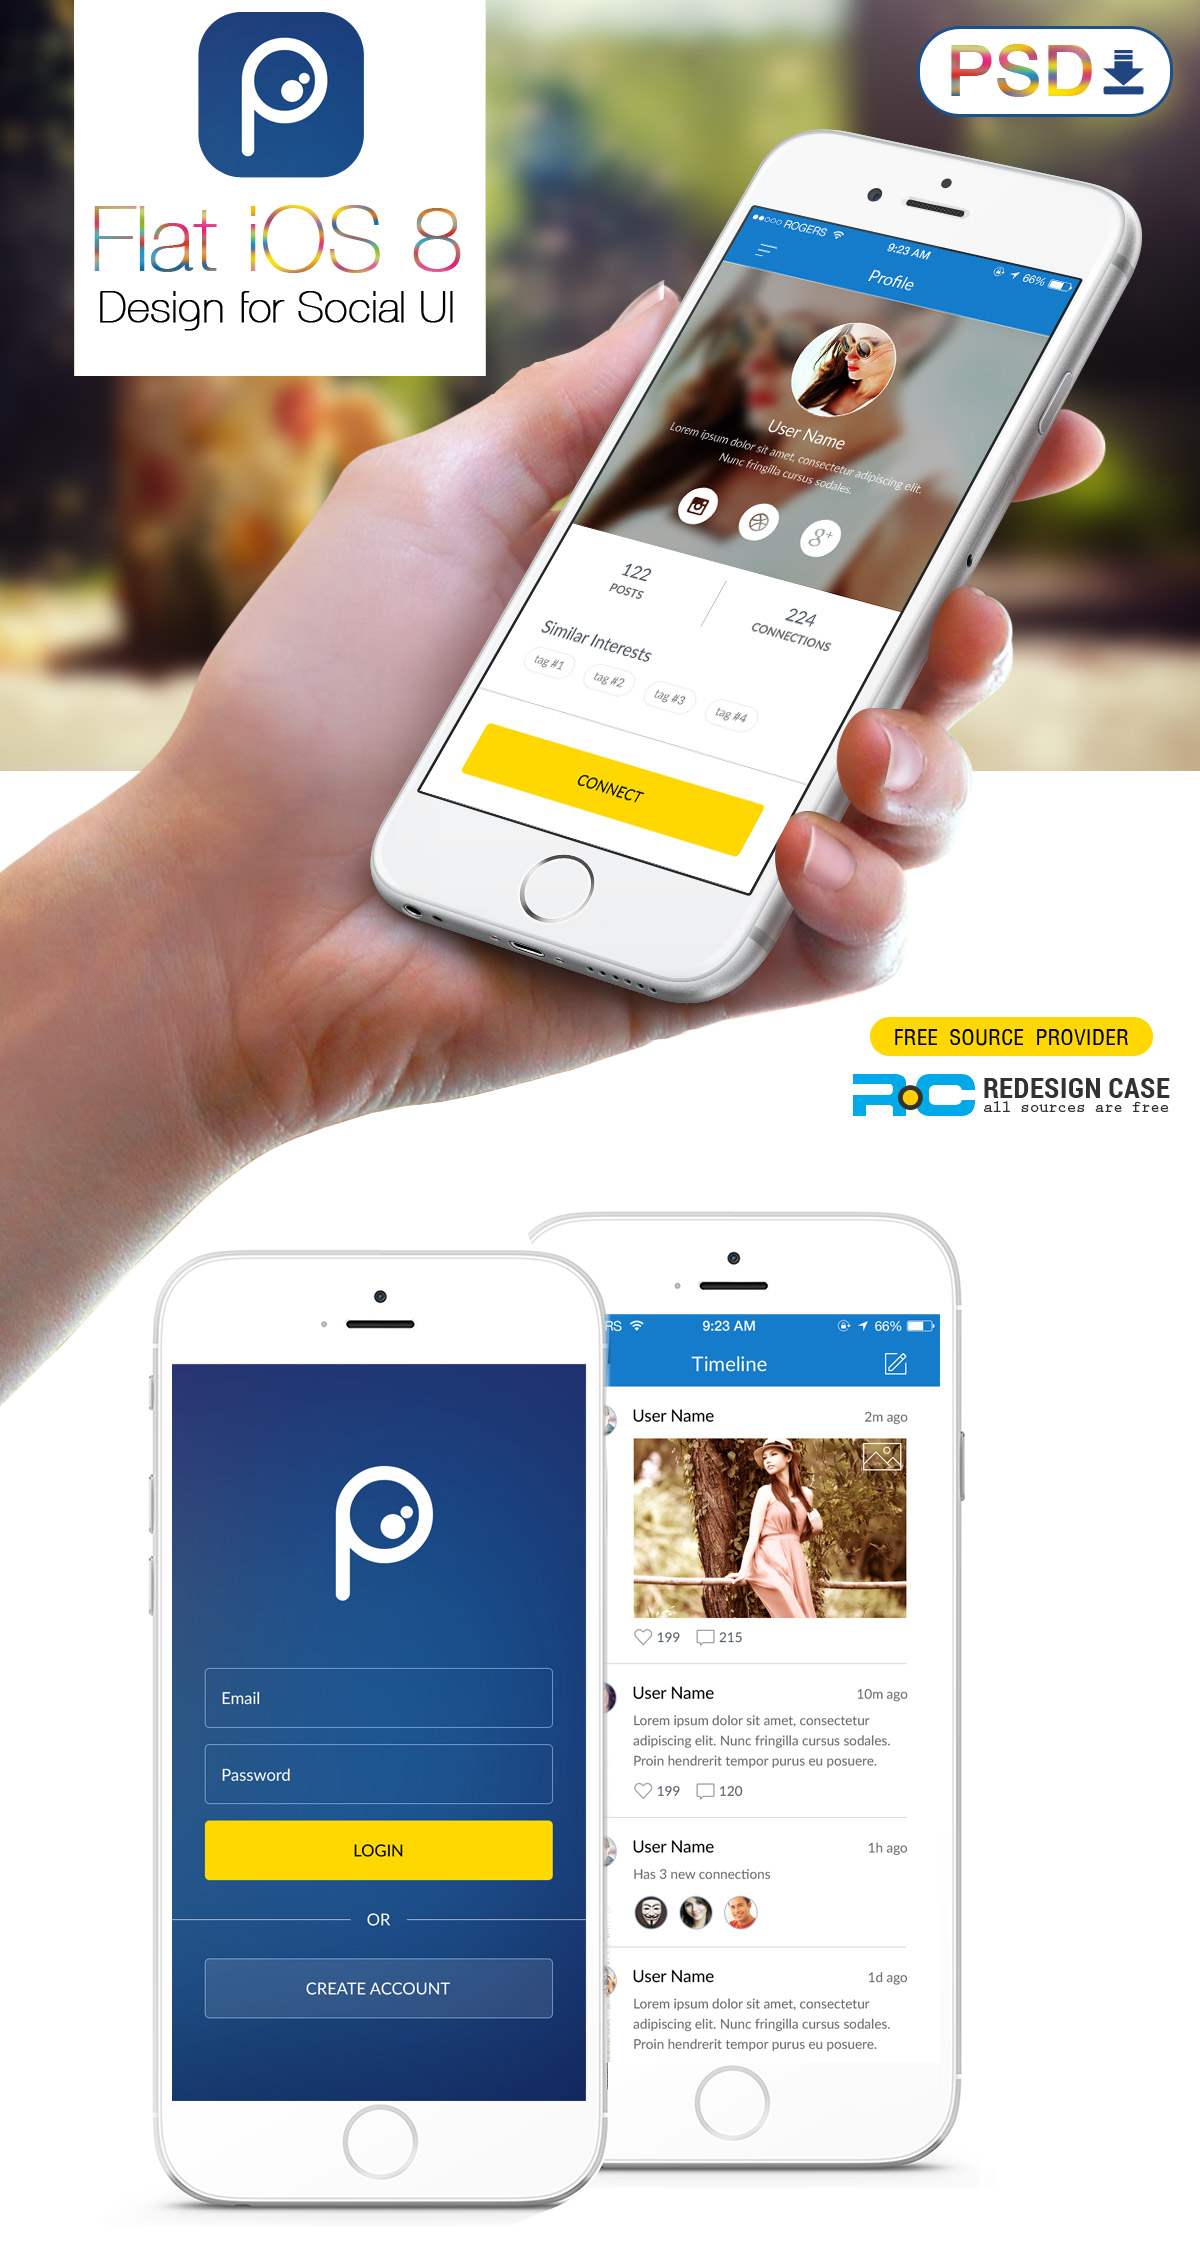 PSD
Flat iOS 8
Design for Social UI
ROGERS
9:23 AM
66%
Profile
User Name
Lorem ipsum dolor sit amet, consectetur adipiscing elit.
Nunc fringilla cursus sodales.
g+
122
POSTS
224
CONNECTIONS
Similar Interests
tag #1
tag #2
tag #3
tag #4
CONNECT
FREE SOURCE PROVIDER
RC REDESIGN CASE
all sources are free
RS
9:23 AM
66%
Timeline
User Name
2m ago
199
215
User Name
10m ago
Lorem ipsum dolor sit amet, consectetur
adipiscing elit. Nunc fringilla cursus sodales.
Proin hendrerit tempor purus eu posuere.
199
120
User Name
1h ago
Has 3 new connections
User Name
1d ago
Lorem ipsum dolor sit amet, consectetur
adipiscing elit. Nunc fringilla cursus sodales.
Proin hendrerit tempor purus eu posuere.
Email
Password
LOGIN
OR
CREATE ACCOUNT